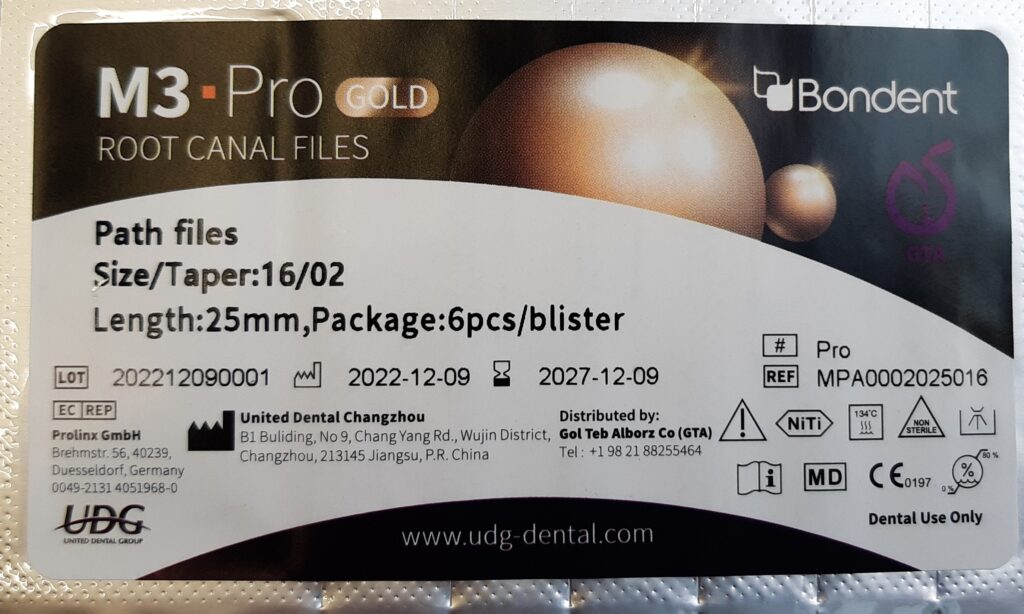 M3·Pro GOLD
ROOT CANAL FILES
Bondent
GTA
Path files
Size/Taper:16/02
Length:25mm,Package:6pcs/blister
# Pro
LOT 202212090001 2022-12-09 2027-12-09
REF MPA0002025016
EC REP
Prolinx GmbH
Brehmstr. 56, 40239,
Duesseldorf, Germany
0049-2131 4051968-0
United Dental Changzhou
B1 Buliding, No 9, Chang Yang Rd., Wujin District,
Changzhou, 213145 Jiangsu, P.R. China
Distributed by:
Gol Teb Alborz Co (GTA)
Tel : +1 98 21 88255464
NiTi
134°C
NON
STERILE
i
MD
CE 0197
0 % % 80 %
UDG
UNITED DENTAL GROUP
Dental Use Only
www.udg-dental.com